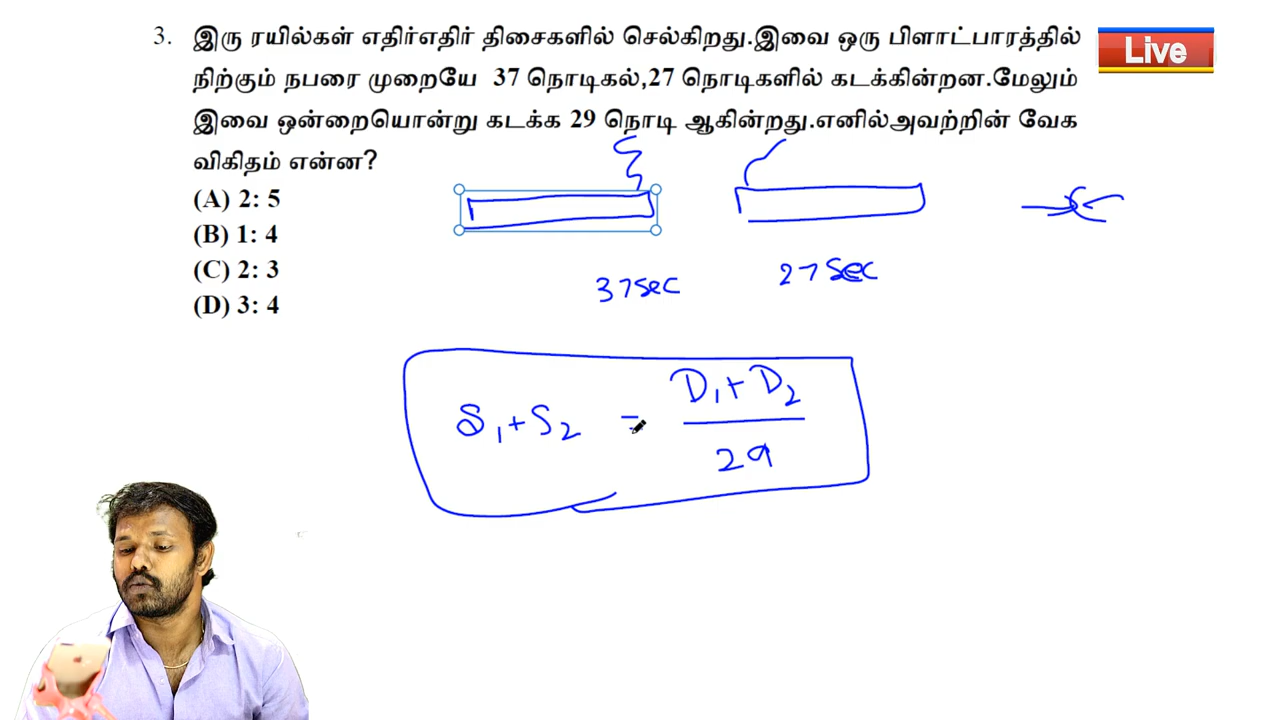 3. இரு ரயில்கள் எதிர்எதிர் திசைகளில் செல்கிறது.இவை ஒரு பிளாட்பாரத்தில்
நிற்கும் நபரை முறையே 37 நொடிகல்,27 நொடிகளில் கடக்கின்றன.மேலும்
இவை ஒன்றையொன்று கடக்க 29 நொடி ஆகின்றது.எனில்அவற்றின் வேக
விகிதம் என்ன?
(A) 2: 5
(B) 1: 4
(C) 2: 3
(D) 3: 4
Live
37sec
27sec
S1+S2 = D1+D2
29